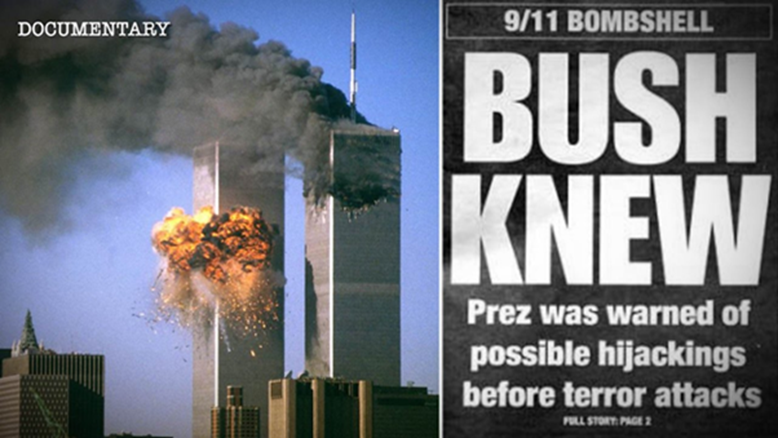 DOCUMENTARY
9/11 BOMBSHELL
BUSH
KNEW
Prez was warned of
possible hijackings
before terror attacks
FULL STORY: PAGE 2